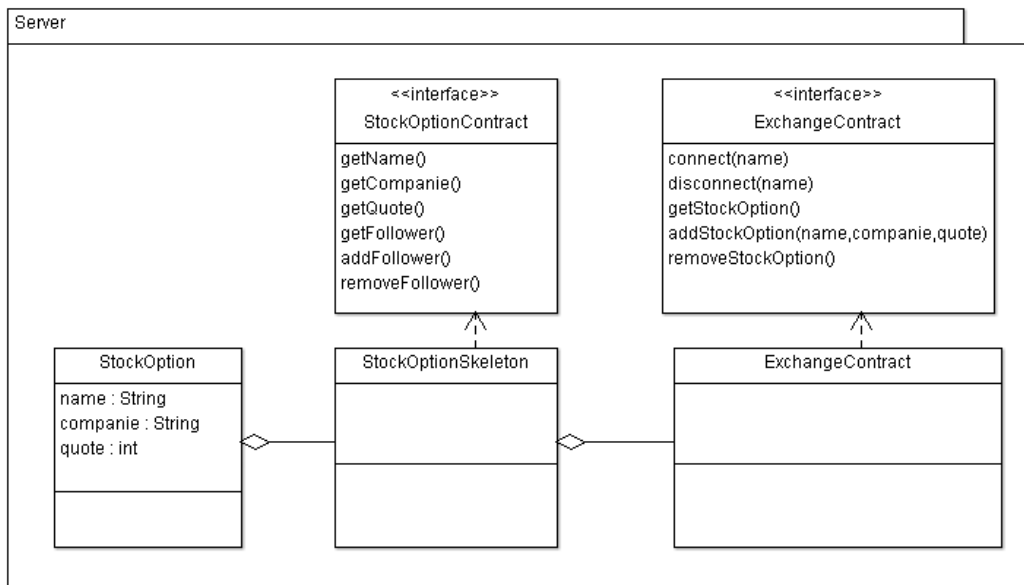 Server
<<interface>>
StockOptionContract
getName()
getCompanie()
getQuote()
getFollower()
addFollower()
removeFollower()
<<interface>>
ExchangeContract
connect(name)
disconnect(name)
getStockOption()
addStockOption(name,companie,quote)
removeStockOption()
StockOption
name : String
companie : String
quote : int
StockOptionSkeleton
ExchangeContract